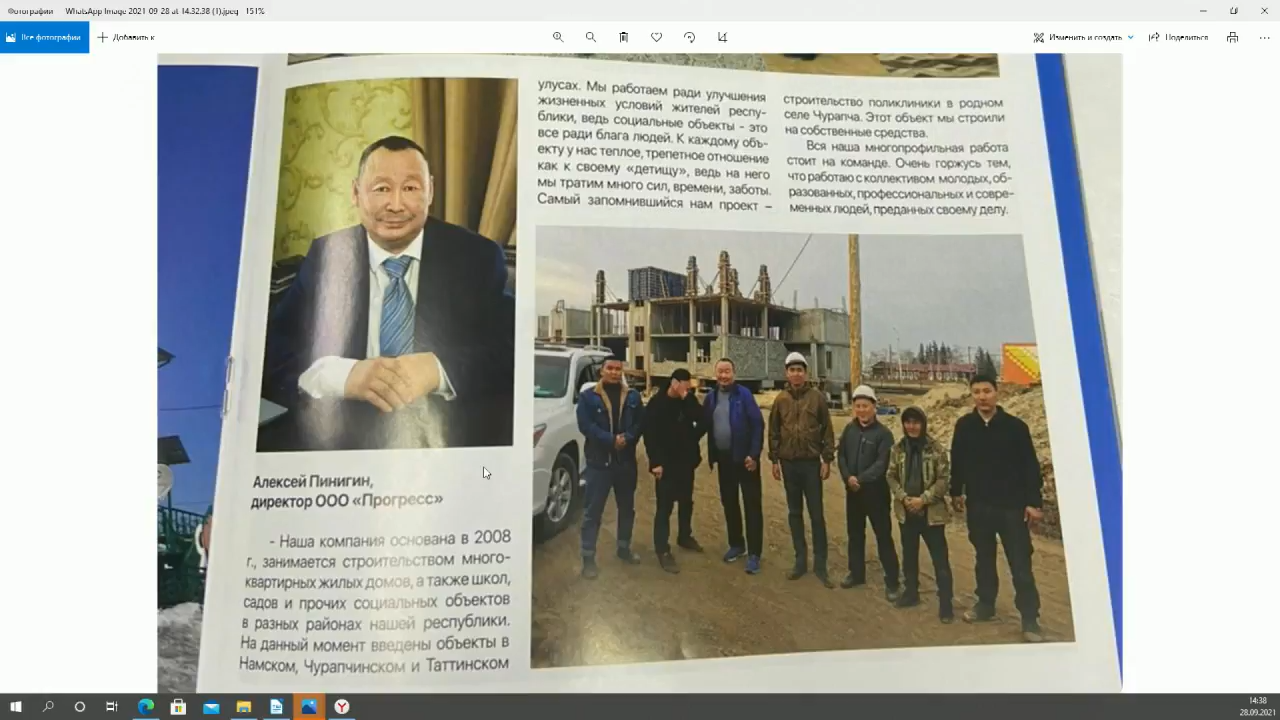 Фотографии
WhatsApp Image 2021-09-28 at 14.32.38 (1).jpeg - 151%
Все фотографии
Добавить к
Изменить и создать
Поделиться
Алексей Пинигин,
директор ООО «Прогресс»
- Наша компания основана в 2008
г., занимается строительством много-
квартирных жилых домов, а также школ,
садов и прочих социальных объектов
в разных районах нашей республики.
На данный момент введены объекты в
Намском, Чурапчинском и Таттинском
улусах. Мы работаем ради улучшения
жизненных условий жителей респу-
блики, ведь социальные объекты - это
все ради блага людей. К каждому объ-
екту у нас теплое, трепетное отношение
как к своему «детищу», ведь на него
мы тратим много сил, времени, заботы.
Самый запомнившийся нам проект –
строительство поликлиники в родном
селе Чурапча. Этот объект мы строили
на собственные средства.
Вся наша многопрофильная работа
стоит на команде. Очень горжусь тем,
что работаю с коллективом молодых, об-
разованных, профессиональных и совре-
менных людей, преданных своему делу.
14:38
28.09.2021